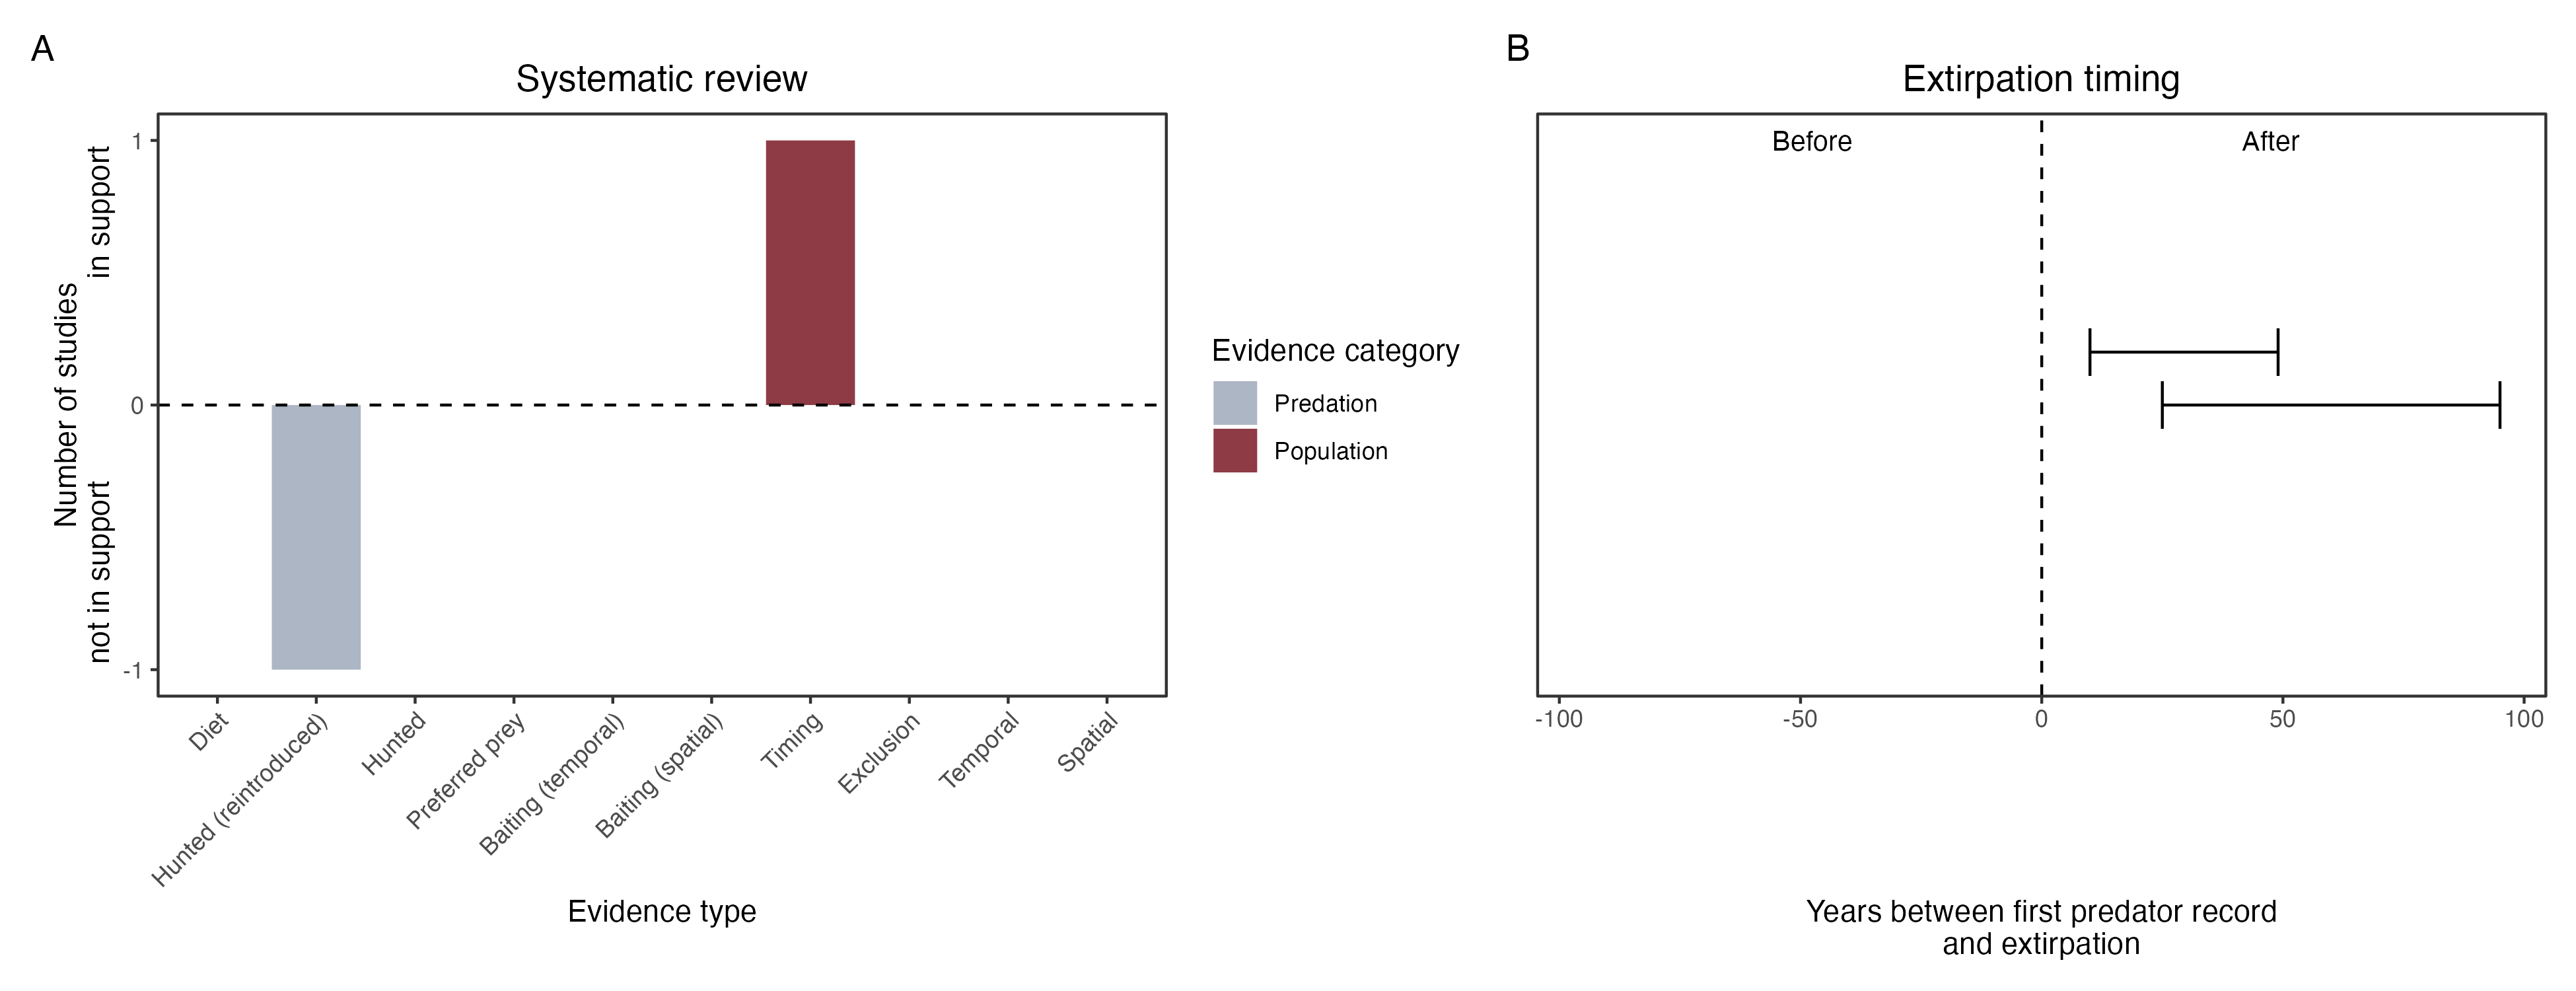 A
Systematic review
Number of studies
in support
not in support
1
0
-1
Diet
Hunted (reintroduced)
Hunted
Preferred prey
Baiting (temporal)
Baiting (spatial)
Timing
Exclusion
Temporal
Spatial
Evidence type
Evidence category
Predation
Population
B
Extirpation timing
Before
After
-100
-50
0
50
100
Years between first predator record
and extirpation